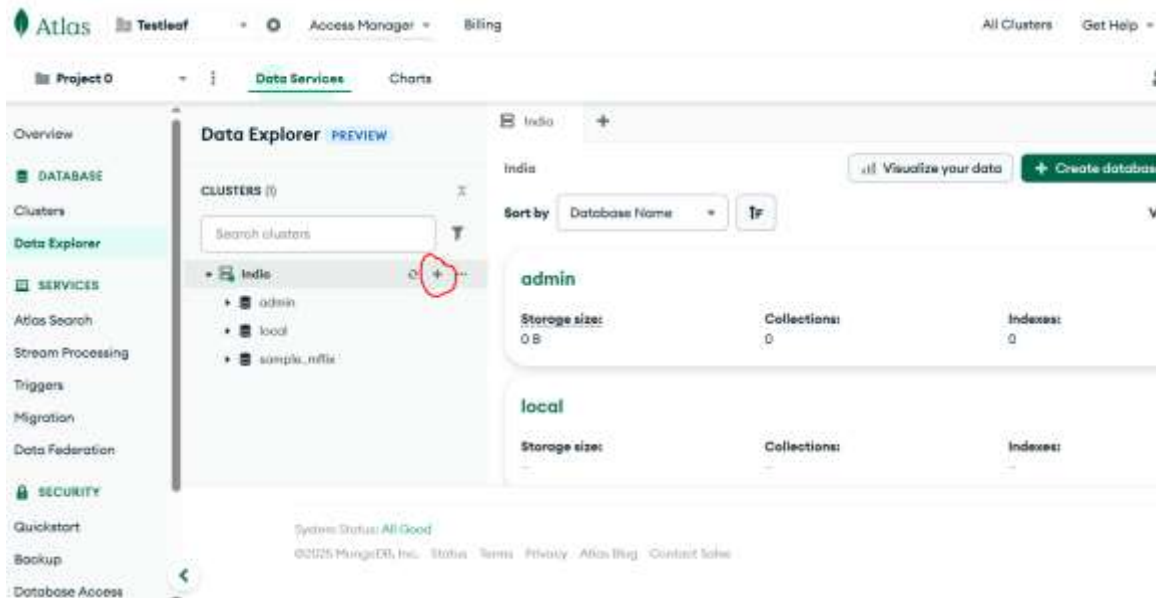 Atlas Testleaf Access Manager Billing All Clusters Get Help
Project 0 Data Services Charts
Overview
DATABASE
Clusters
Data Explorer
SERVICES
Atlas Search
Stream Processing
Triggers
Migration
Data Federation
SECURITY
Quickstart
Backup
Database Access
Data Explorer PREVIEW
CLUSTERS (1)
Search clusters
India
admin
local
sample_mflix
India +
India
Visualize your data
+ Create database
Sort by Database Name
admin
Storage size: Collections: Indexes:
0 B 0 0
local
Storage size: Collections: Indexes:
System Status: All Good
©2025 MongoDB, Inc. Status Terms Privacy Atlas Blog Contact Sales